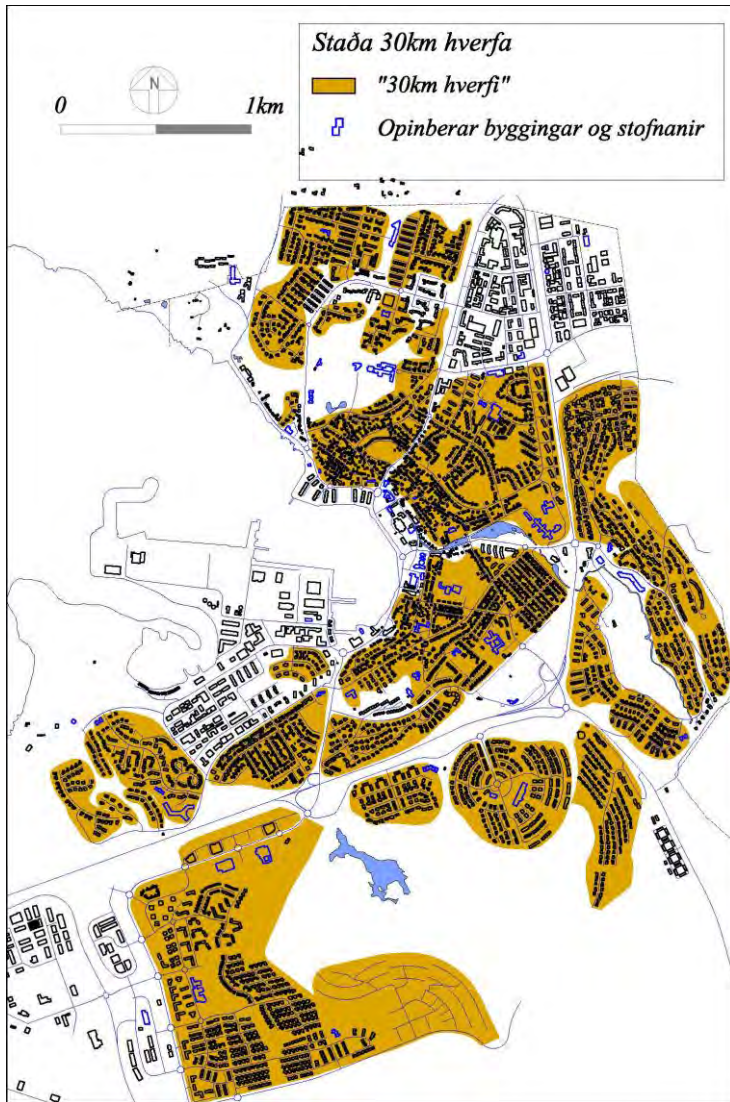 Staða 30km hverfa
"30km hverfi"
Opinberar byggingar og stofnanir
N
0 1km